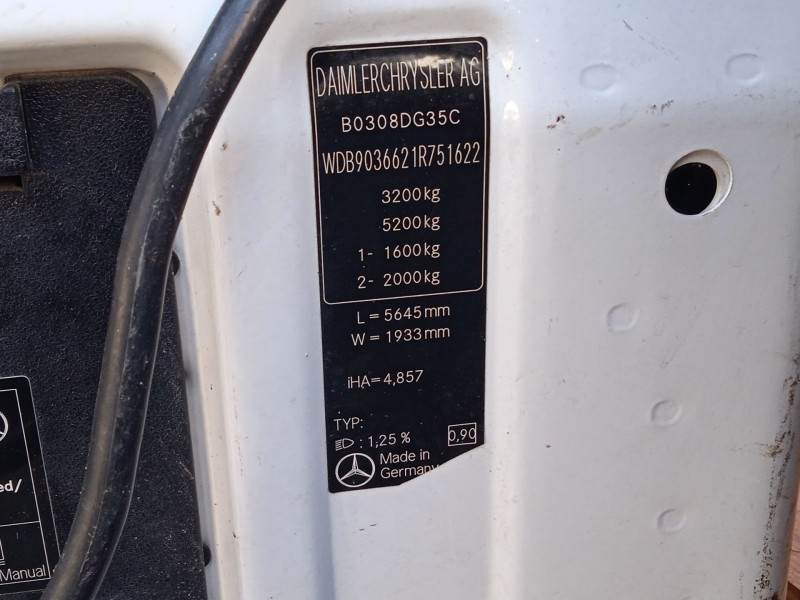 DAIMLERCHRYSLER AG
B0308DG35C
WDB9036621R751622
3200kg
5200kg
1- 1600kg
2- 2000kg
L = 5645mm
W = 1933mm
iHA=4,857
TYP:
: 1,25 % 0,90
Made in
Germany
ed/
Manual